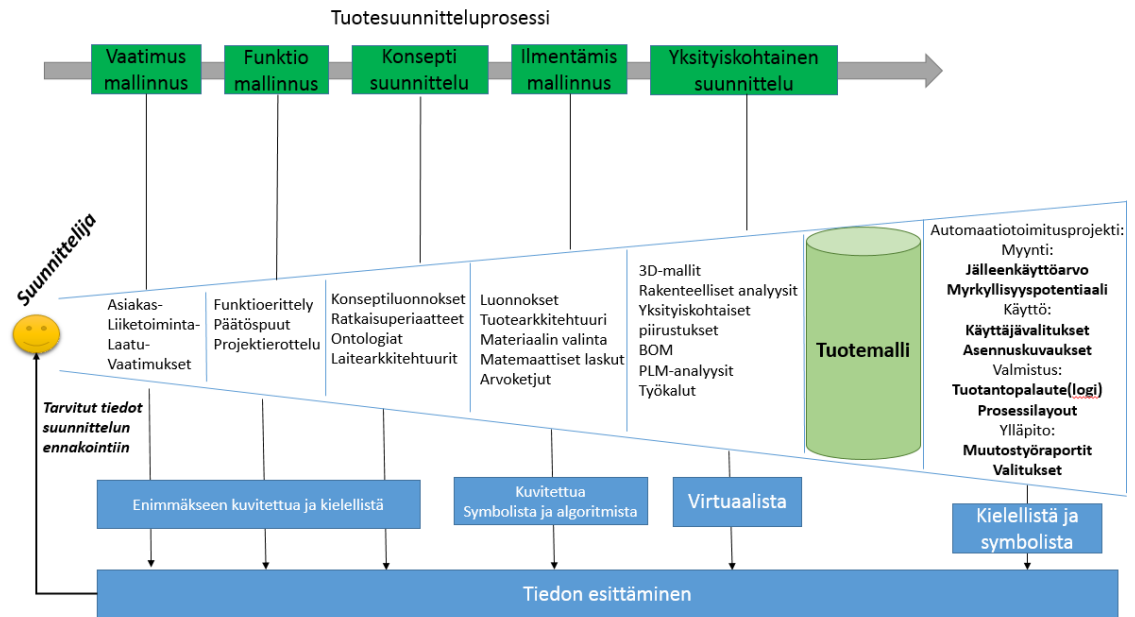 Tuotesuunnitteluprosessi
Vaatimus
mallinnus
Funktio
mallinnus
Konsepti
suunnittelu
Ilmentämis
mallinnus
Yksityiskohtainen
suunnittelu
Suunnittelija
Asiakas-
Liiketoiminta-
Laatu-
Vaatimukset
Funktioerittely
Päätöspuut
Projektierottelu
Konseptiluonnokset
Ratkaisuperiaatteet
Ontologiat
Laitearkkitehtuurit
Luonnokset
Tuotearkkitehtuuri
Materiaalin valinta
Matemaattiset laskut
Arvoketjut
3D-mallit
Rakenteelliset analyysit
Yksityiskohtaiset
piirustukset
BOM
PLM-analyysit
Työkalut
Tuotemalli
Automaatiotoimitusprojekti:
Myynti:
Jälleenkäyttöarvo
Myrkyllisyyspotentiaali
Käyttö:
Käyttäjävalitukset
Asennuskuvaukset
Valmistus:
Tuotantopalaute(logi)
Prosessilayout
Ylläpito:
Muutostyöraportit
Valitukset
Tarvitut tiedot
suunnittelun
ennakointiin
Enimmäkseen kuvitettua ja kielellistä
Kuvitettua
Symbolista ja algoritmista
Virtuaalista
Kielellistä ja
symbolista
Tiedon esittäminen